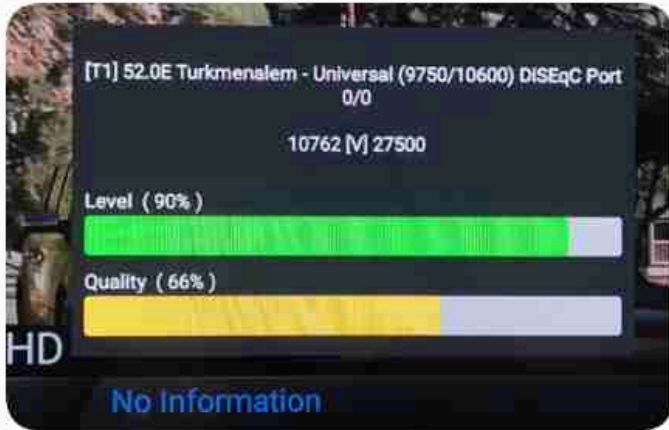 [T1] 52.0E Turkmenalem - Universal (9750/10600) DiSEqC Port
0/0
10762 [V] 27500
Level ( 90% )
Quality ( 66% )
HD
No Information